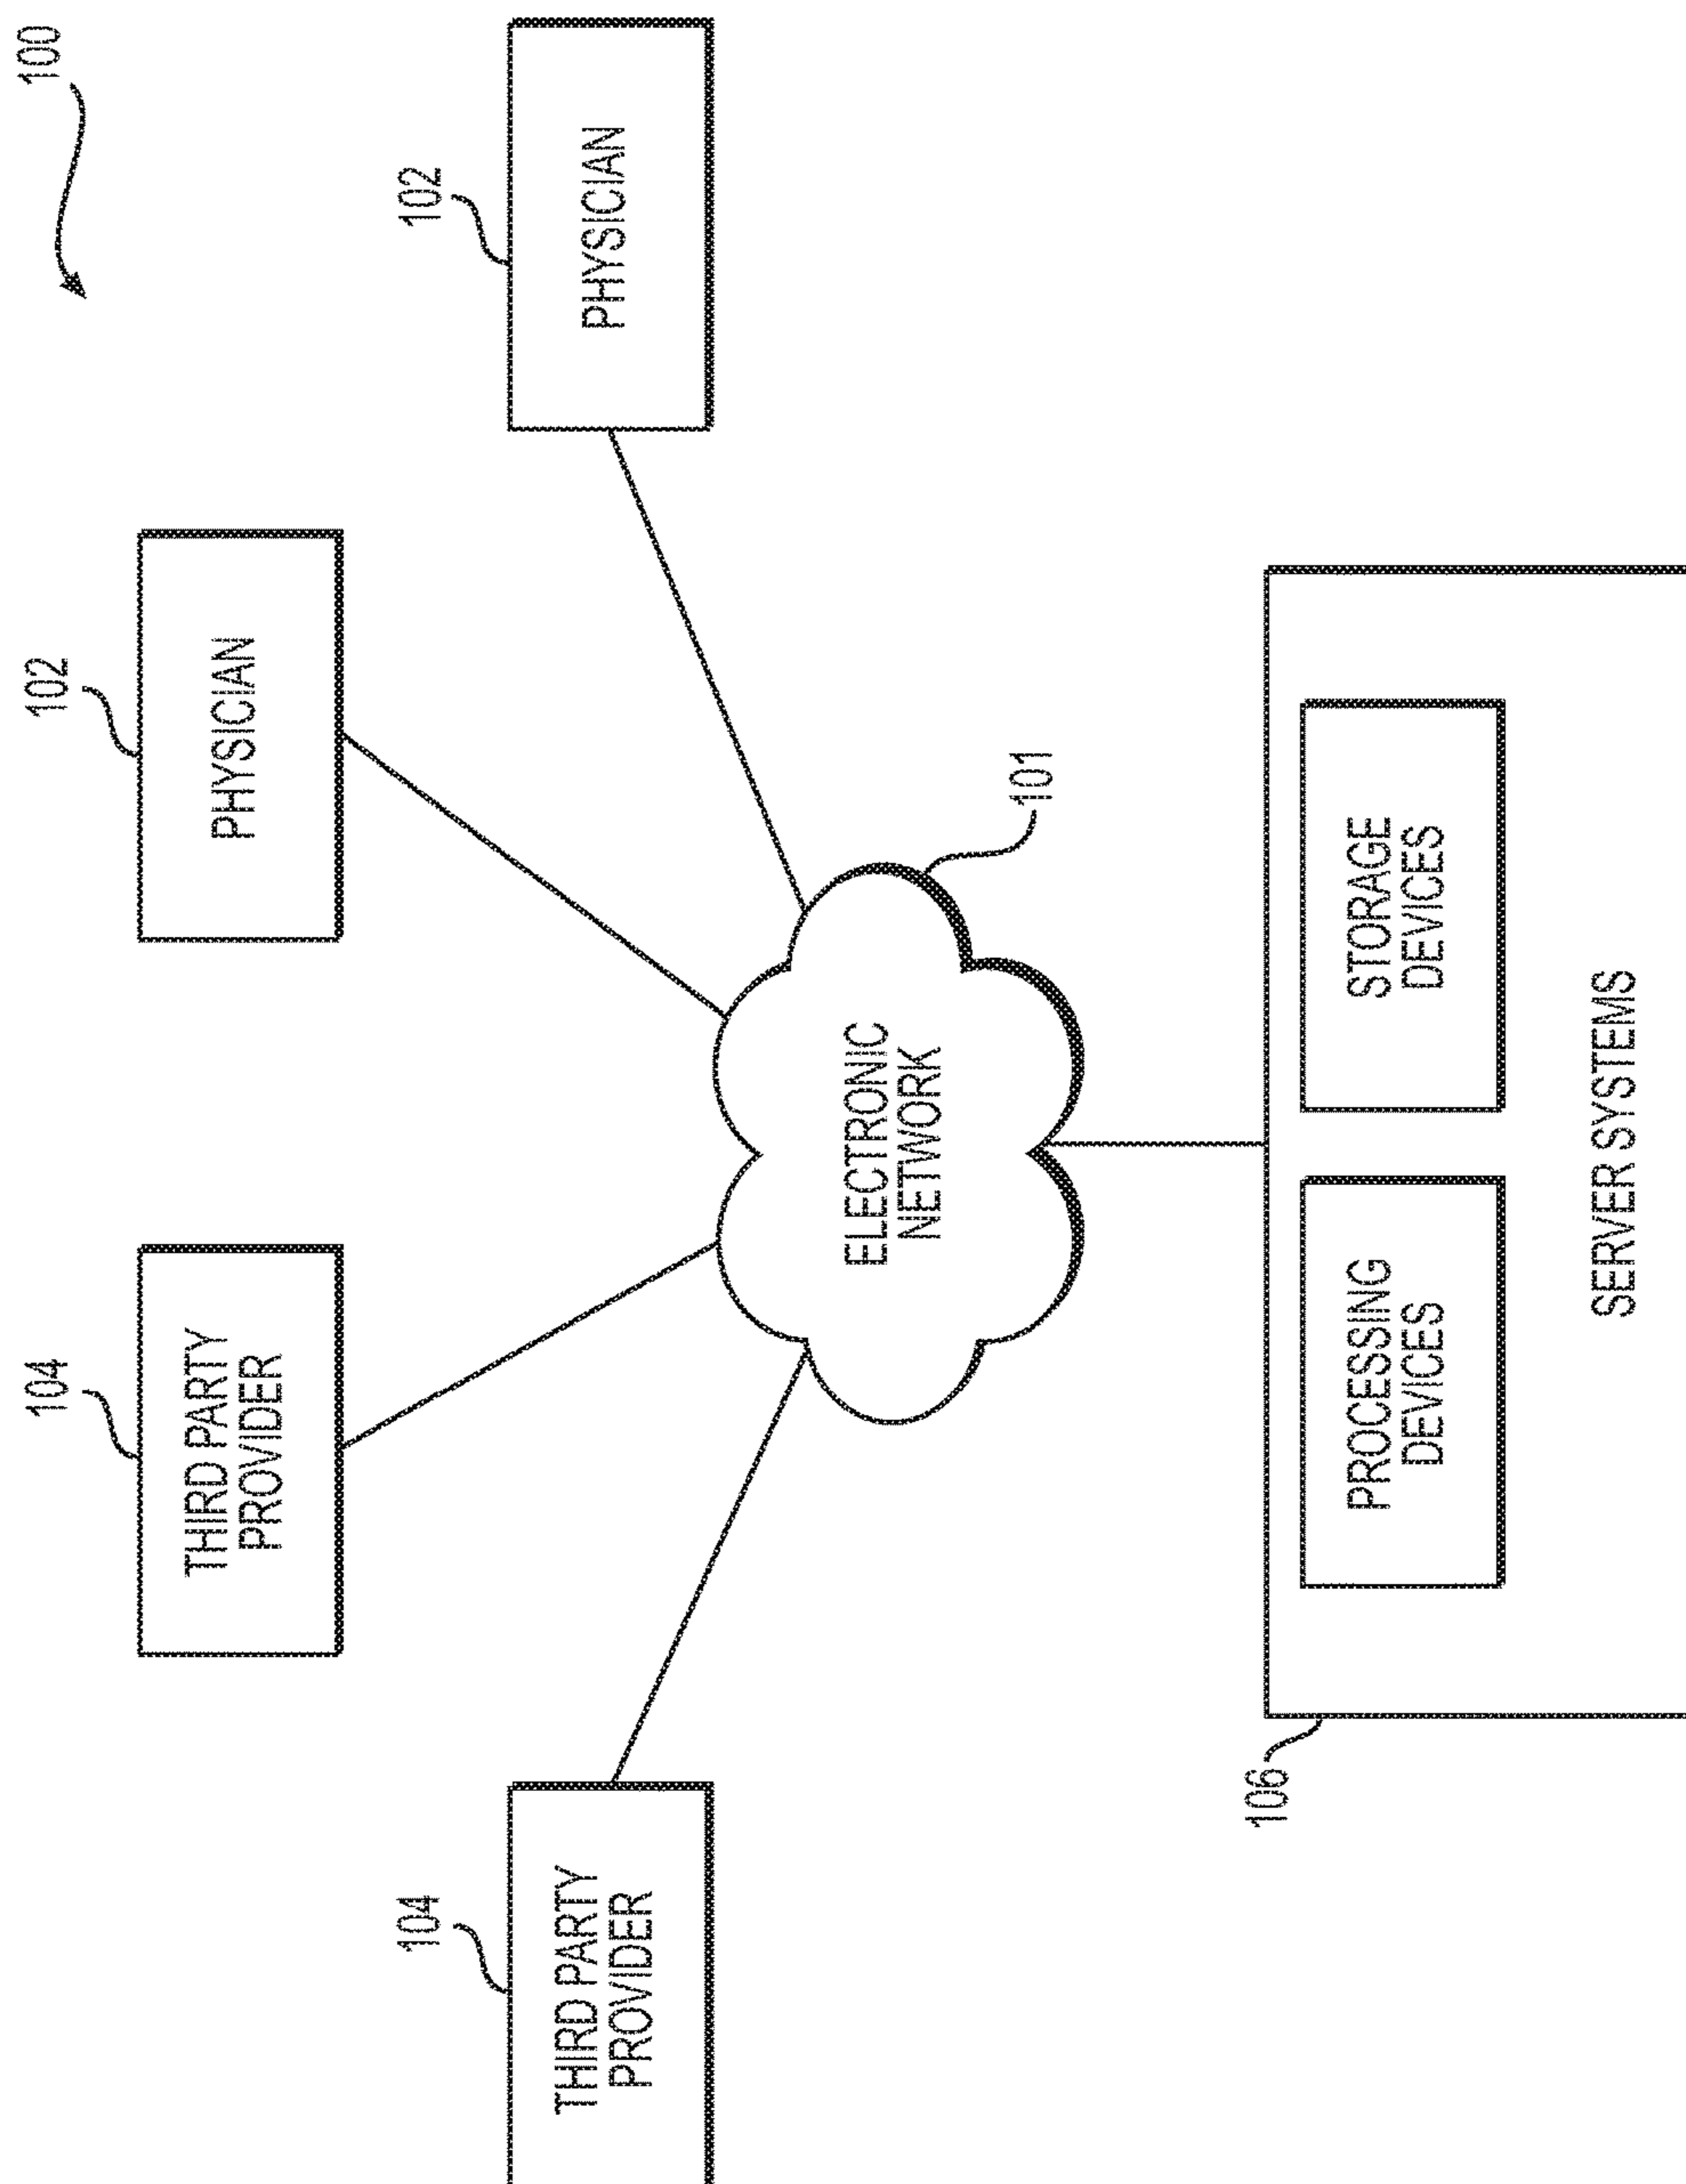 100
102
PHYSICIAN
102
PHYSICIAN
104
THIRD PARTY
PROVIDER
104
THIRD PARTY
PROVIDER
101
ELECTRONIC
NETWORK
106
PROCESSING
DEVICES
STORAGE
DEVICES
SERVER SYSTEMS